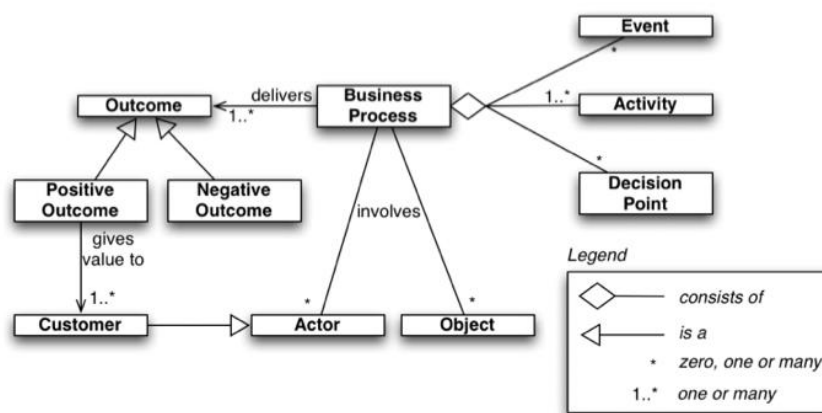 Event
*
delivers
Business
Process
1..*
Activity
Outcome
1..*
*
Decision
Point
Positive
Outcome
Negative
Outcome
involves
gives
value to
1..*
*
*
Customer
Actor
Object
Legend
consists of
is a
* zero, one or many
1..* one or many